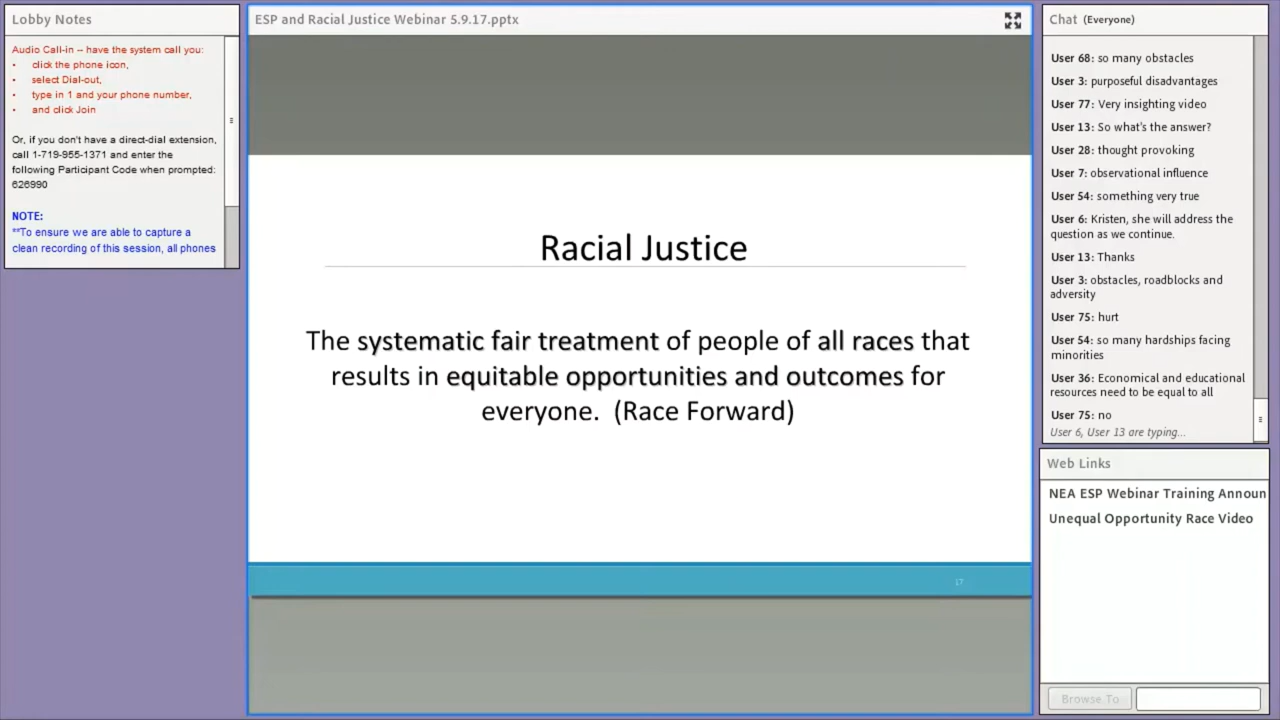 Lobby Notes
Audio Call-in -- have the system call you:
• click the phone icon,
• select Dial-out,
• type in 1 and your phone number,
• and click Join
Or, if you don't have a direct-dial extension,
call 1-719-955-1371 and enter the
following Participant Code when prompted:
626990
NOTE:
**To ensure we are able to capture a
clean recording of this session, all phones
ESP and Racial Justice Webinar 5.9.17.pptx
Racial Justice
The systematic fair treatment of people of all races that
results in equitable opportunities and outcomes for
everyone. (Race Forward)
17
Chat (Everyone)
User 68: so many obstacles
User 3: purposeful disadvantages
User 77: Very insighting video
User 13: So what's the answer?
User 28: thought provoking
User 7: observational influence
User 54: something very true
User 6: Kristen, she will address the
question as we continue.
User 13: Thanks
User 3: obstacles, roadblocks and
adversity
User 75: hurt
User 54: so many hardships facing
minorities
User 36: Economical and educational
resources need to be equal to all
User 75: no
User 6, User 13 are typing...
Web Links
NEA ESP Webinar Training Announ
Unequal Opportunity Race Video
Browse To